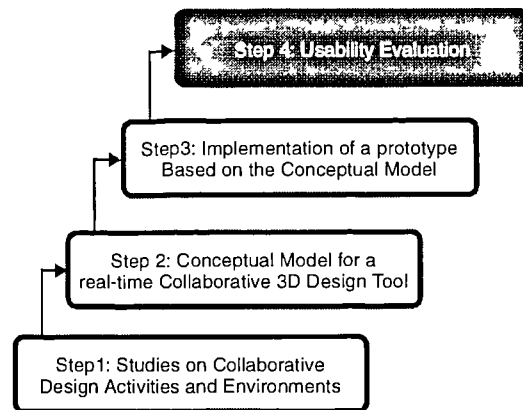 Step 4: Usability Evaluation
Step3: Implementation of a prototype
Based on the Conceptual Model
Step 2: Conceptual Model for a
real-time Collaborative 3D Design Tool
Step1: Studies on Collaborative
Design Activities and Environments